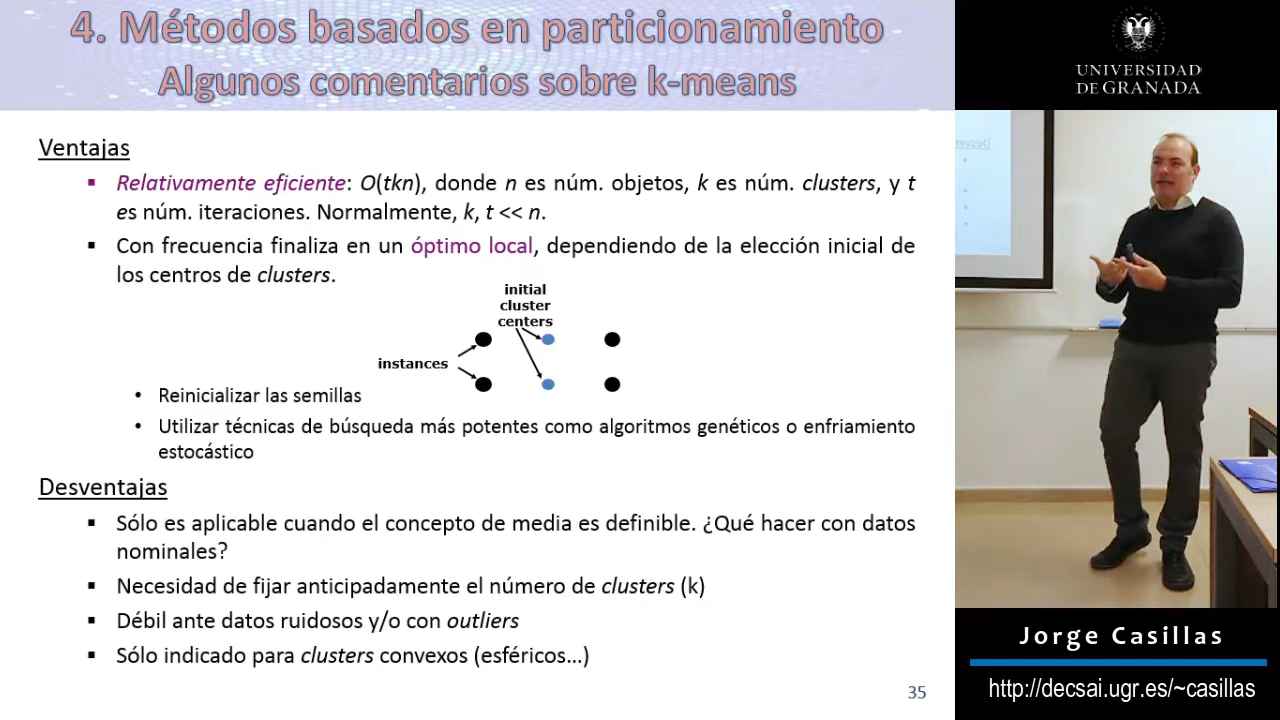 4. Métodos basados en particionamiento
Algunos comentarios sobre k-means
Ventajas
▪ Relativamente eficiente: O(tkn), donde n es núm. objetos, k es núm. clusters, y t
es núm. iteraciones. Normalmente, k, t << n.
▪ Con frecuencia finaliza en un óptimo local, dependiendo de la elección inicial de
los centros de clusters.
initial
cluster
centers
instances
• Reinicializar las semillas
• Utilizar técnicas de búsqueda más potentes como algoritmos genéticos o enfriamiento
estocástico
Desventajas
▪ Sólo es aplicable cuando el concepto de media es definible. ¿Qué hacer con datos
nominales?
▪ Necesidad de fijar anticipadamente el número de clusters (k)
▪ Débil ante datos ruidosos y/o con outliers
▪ Sólo indicado para clusters convexos (esféricos…)
35
UNIVERSIDAD
DE GRANADA
Jorge Casillas
http://decsai.ugr.es/~casillas